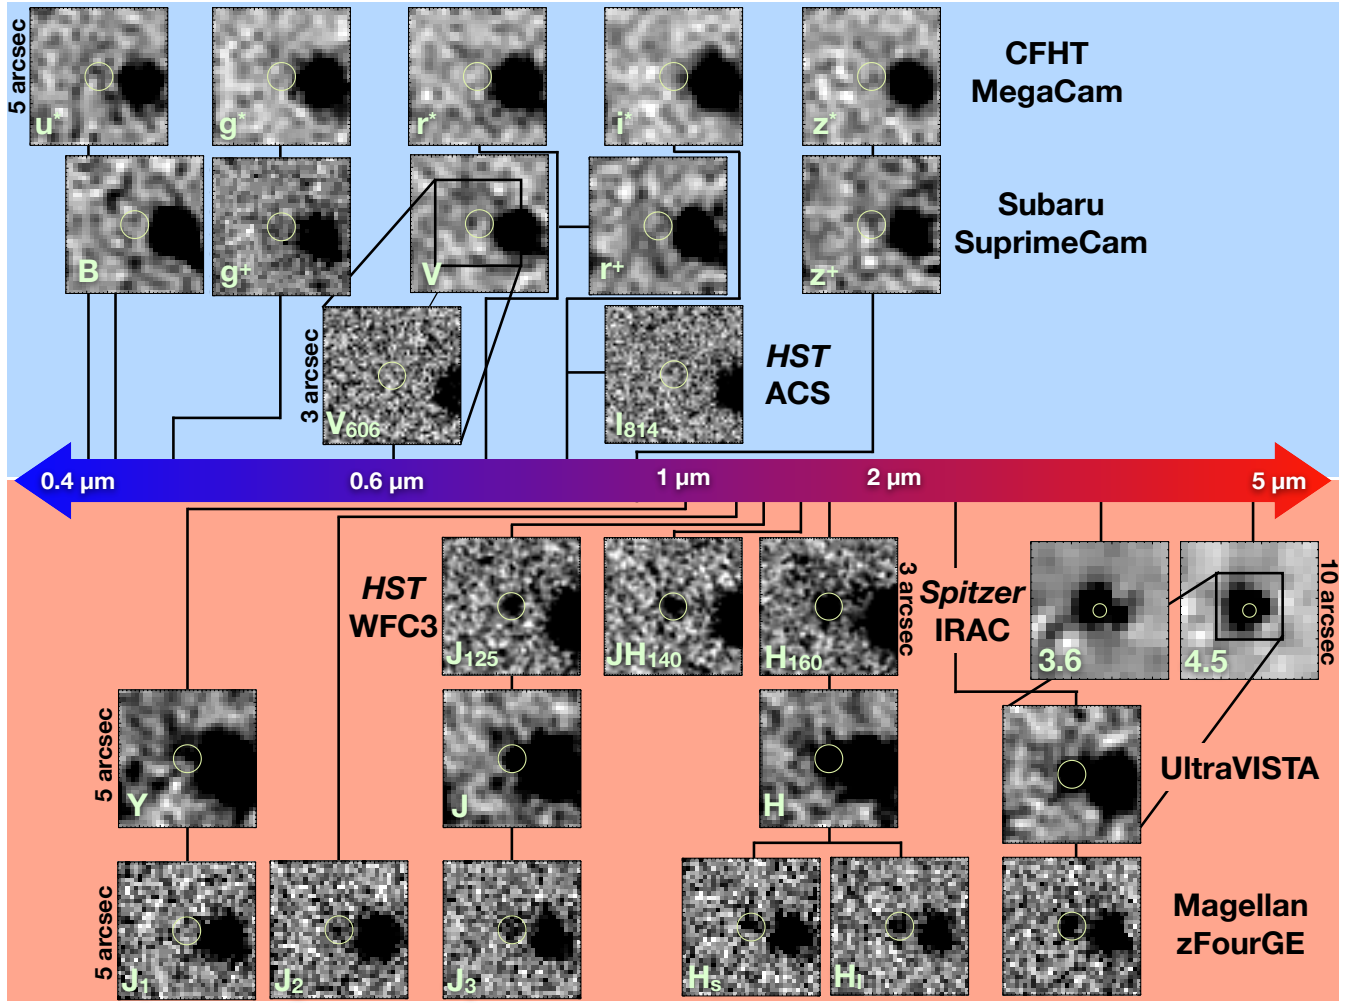 5 arcsec
u*
g*
r*
i*
z*
CFHT
MegaCam
B
g+
V
r+
z+
Subaru
SuprimeCam
3 arcsec
V606
I814
HST
ACS
0.4 µm
0.6 µm
1 µm
2 µm
5 µm
HST
WFC3
J125
JH140
H160
3 arcsec
Spitzer
IRAC
3.6
4.5
10 arcsec
5 arcsec
Y
J
H
UltraVISTA
5 arcsec
J1
J2
J3
Hs
Hl
Magellan
zFourGE